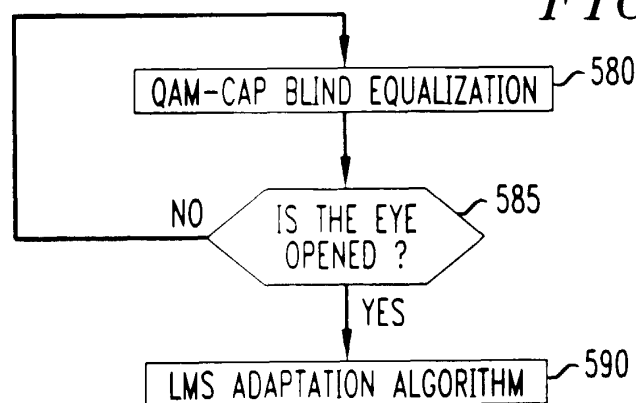 QAM-CAP BLIND EQUALIZATION
580
NO
IS THE EYE
OPENED ?
585
YES
LMS ADAPTATION ALGORITHM
590